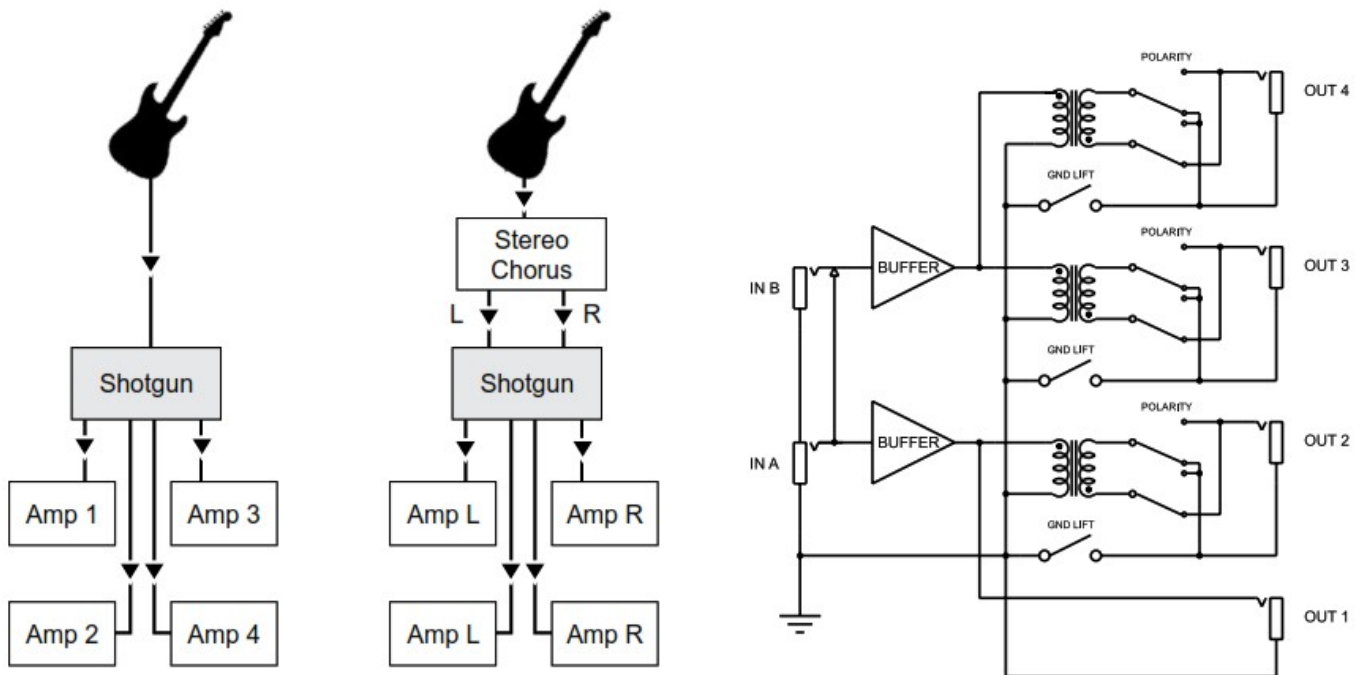 Shotgun
Amp 1
Amp 3
Amp 2
Amp 4
Stereo
Chorus
L
R
Shotgun
Amp L
Amp R
Amp L
Amp R
POLARITY
OUT 4
GND LIFT
POLARITY
BUFFER
OUT 3
IN B
GND LIFT
POLARITY
BUFFER
OUT 2
IN A
GND LIFT
OUT 1